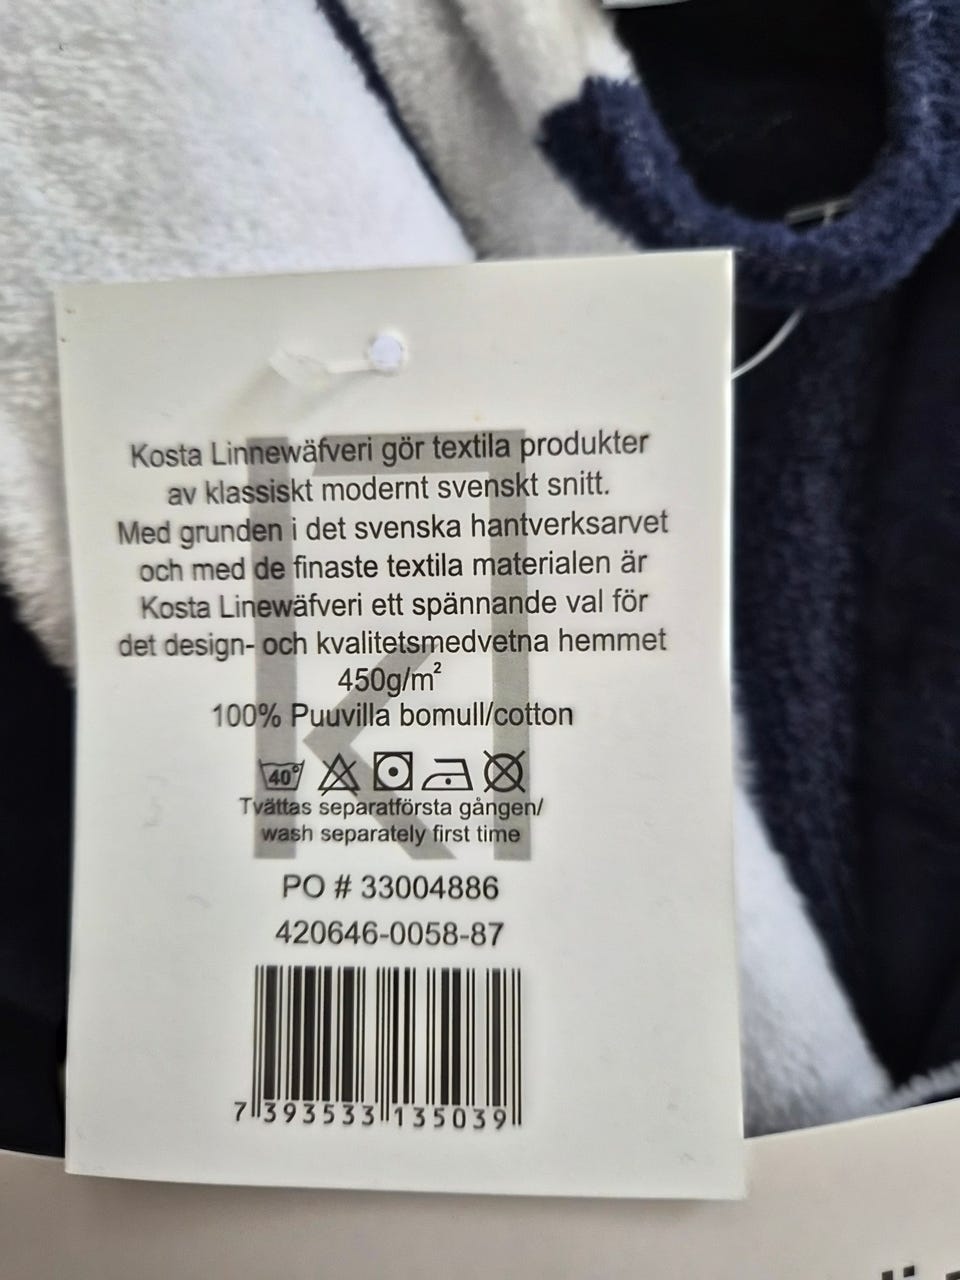 Kosta Linnewäfveri gör textila produkter
av klassiskt modernt svenskt snitt.
Med grunden i det svenska hantverksarvet
och med de finaste textila materialen är
Kosta Linewäfveri ett spännande val för
det design- och kvalitetsmedvetna hemmet
450g/m²
100% Puuvilla bomull/cotton
40°
Tvättas separatförsta gången/
wash separately first time
PO # 33004886
420646-0058-87
7 393533 135039